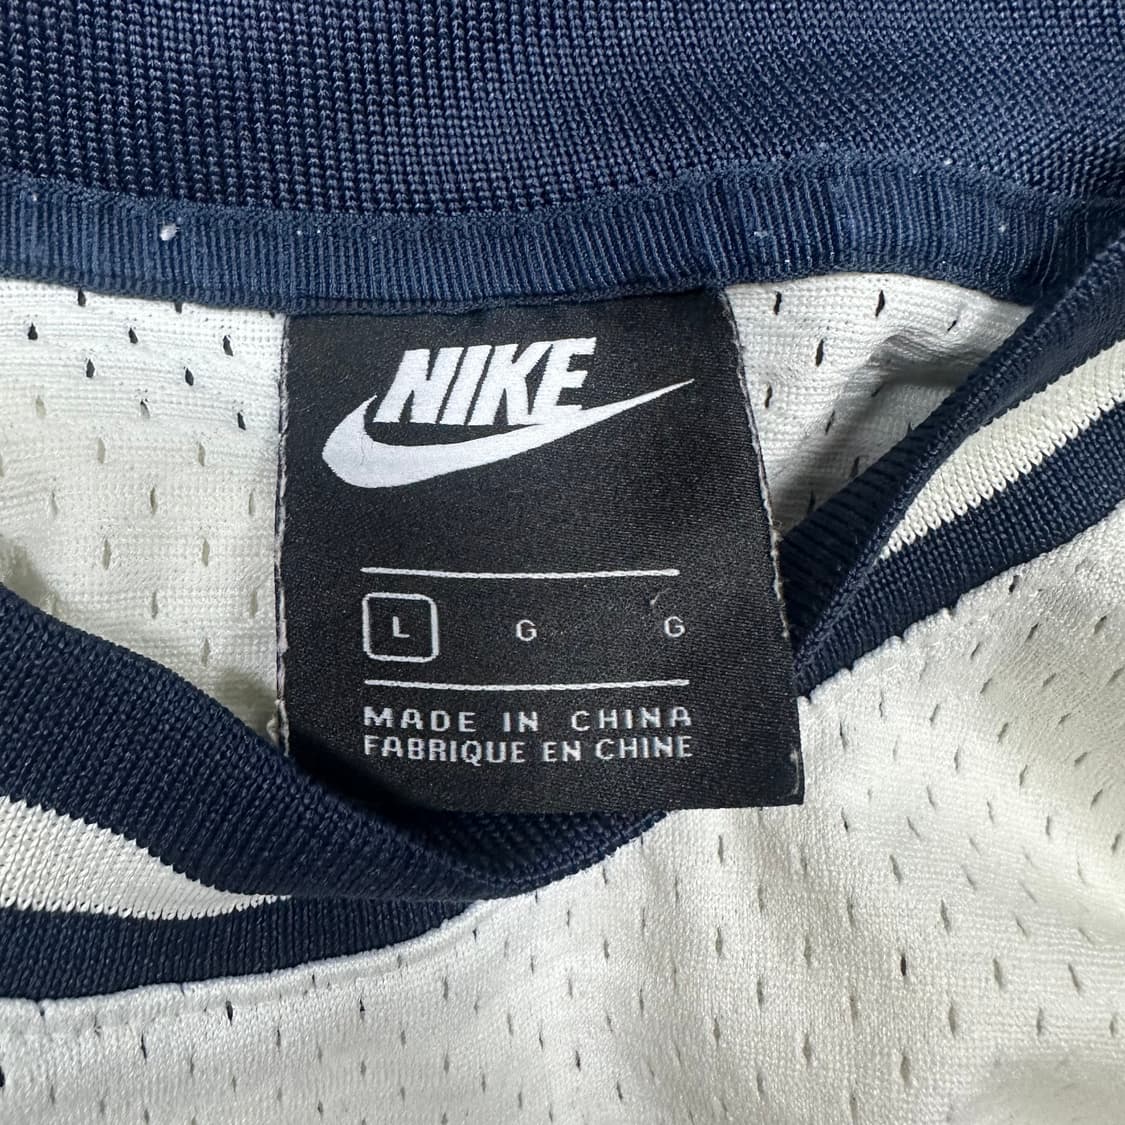 NIKE
L G G
MADE IN CHINA
FABRIQUE EN CHINE